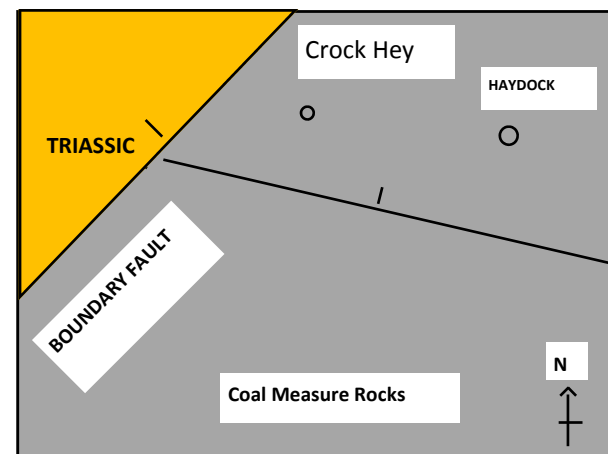 Crock Hey
HAYDOCK
TRIASSIC
BOUNDARY FAULT
Coal Measure Rocks
N